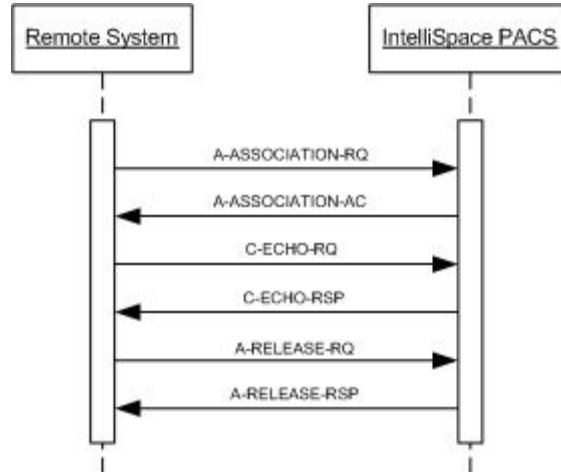 Remote System
IntelliSpace PACS
A-ASSOCIATION-RQ
A-ASSOCIATION-AC
C-ECHO-RQ
C-ECHO-RSP
A-RELEASE-RQ
A-RELEASE-RSP